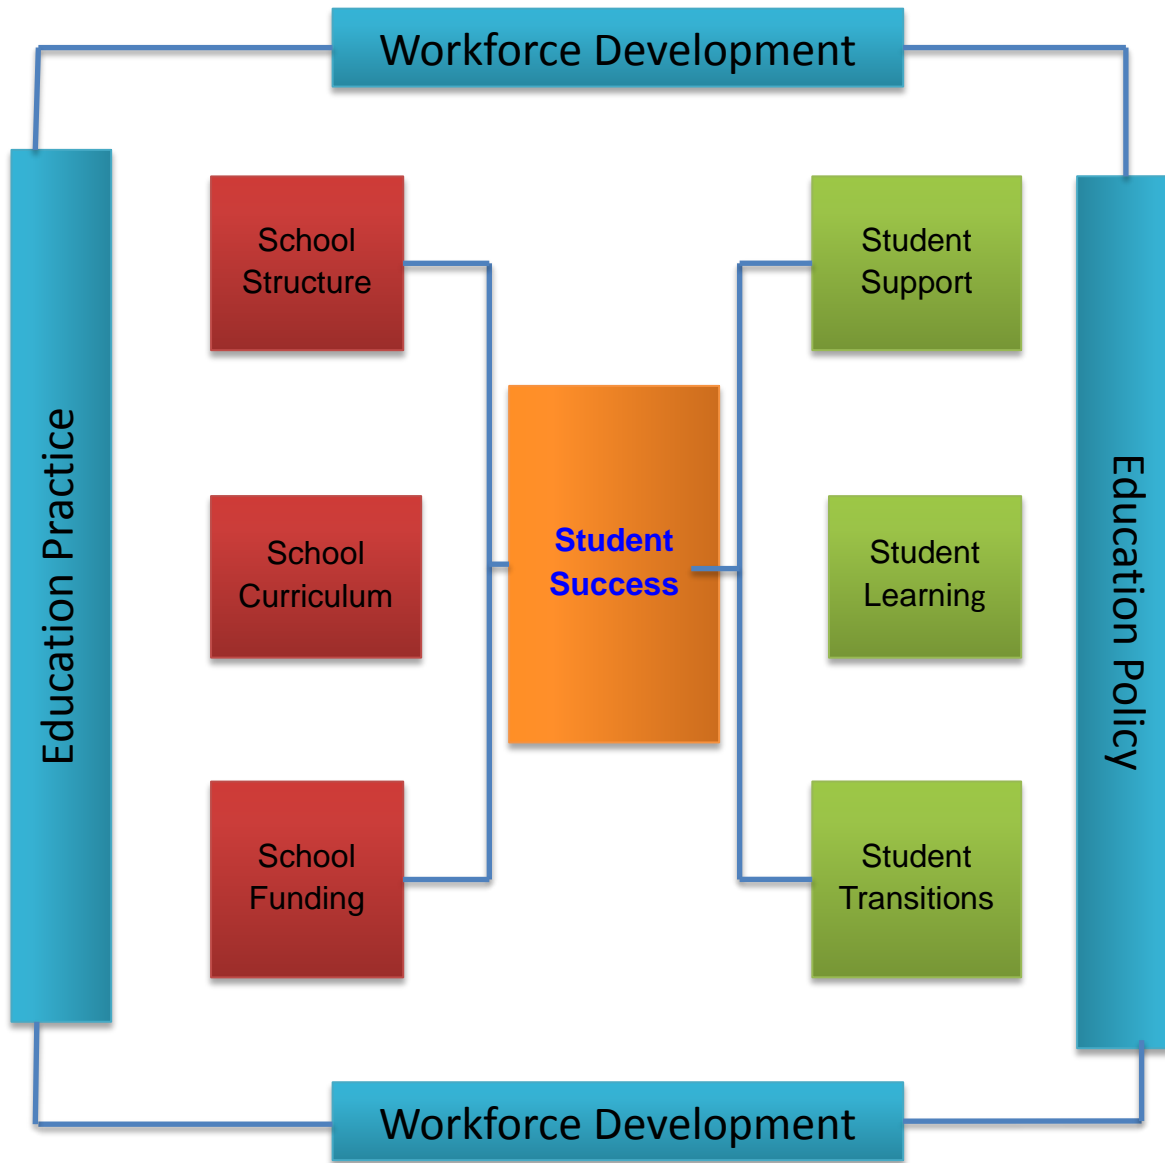 Workforce Development
Education Practice
School
Structure
School
Curriculum
School
Funding
Student
Success
Student
Support
Student
Learning
Student
Transitions
Education Policy
Workforce Development